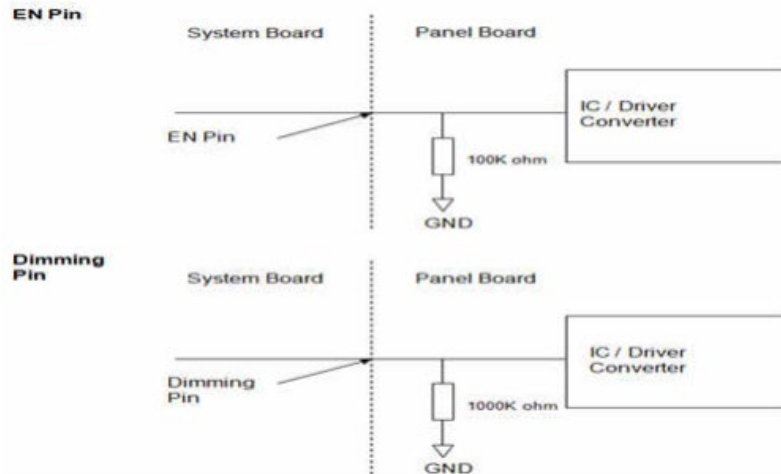 EN Pin
System Board
Panel Board
IC / Driver
Converter
EN Pin
100K ohm
GND
Dimming
Pin
System Board
Panel Board
IC / Driver
Converter
Dimming
Pin
1000K ohm
GND